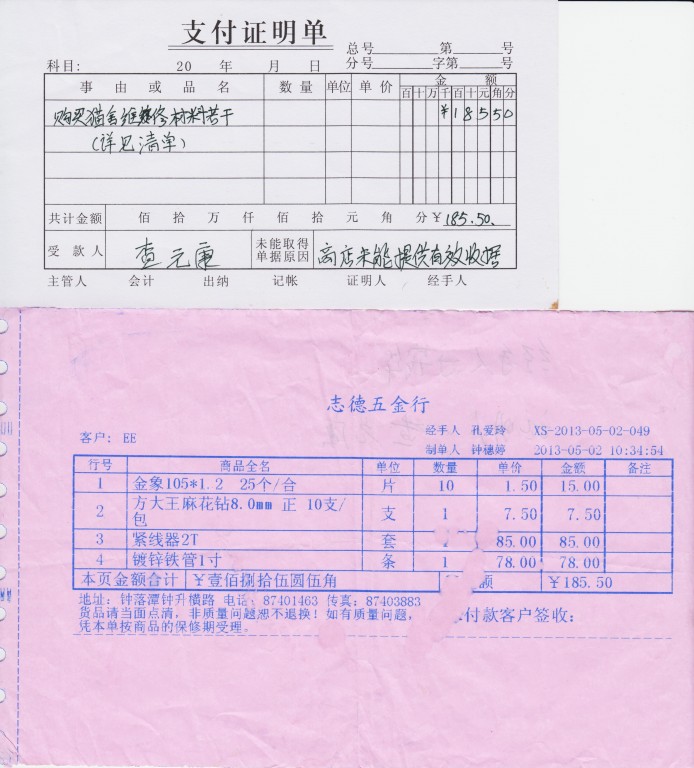 支付证明单
总号 第 号
科目: 20 年 月 日 分号 字第 号
事由或品名 数量 单位 单价 金额
百 十 万 千 百 十 元 角 分
购买猫舍维修材料若干 ¥18550
(详见清单)
共计金额 佰 拾 万 仟 佰 拾 元 角 分¥185.50.
受款人 查元康 未能取得单据原因 商店未能提供有效收据
主管人 会计 出纳 记帐 证明人 经手人
志德五金行
经手人 孔爱玲 XS-2013-05-02-049
客户: EE
制单人 钟穗婷 2013-05-02 10:34:54
行号 商品全名 单位 数量 单价 金额 备注
1 金象105*1.2 25个/台 片 10 1.50 15.00
2 方大王麻花钻8.0mm 正 10支/包 支 1 7.50 7.50
3 紧线器2T 套 1 85.00 85.00
4 镀锌铁管1寸 条 1 78.00 78.00
本页金额合计 ¥壹佰捌拾伍圆伍角 额 ¥185.50
地址: 钟落潭钟升横路 电话: 87401463 传真: 87403883
货品请当面点清, 非质量问题恕不退换! 如有质量问题, 付款客户签收:
凭本单按商品的保修期受理。